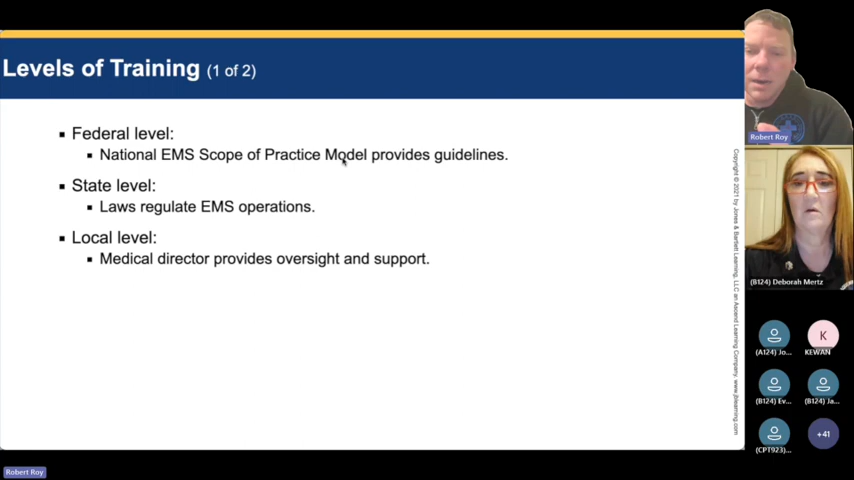 Levels of Training (1 of 2)
Federal level:
National EMS Scope of Practice Model provides guidelines.
State level:
Laws regulate EMS operations.
Local level:
Medical director provides oversight and support.
Copyright © 2021 by Jones & Bartlett Learning, LLC an Ascend Learning Company. www.jblearning.com
Robert Roy
(B124) Deborah Mertz
K
(A124) Jo...
KEWAN
(B124) Ev...
(B124) Ja...
(CPT923)...
+41
Robert Roy